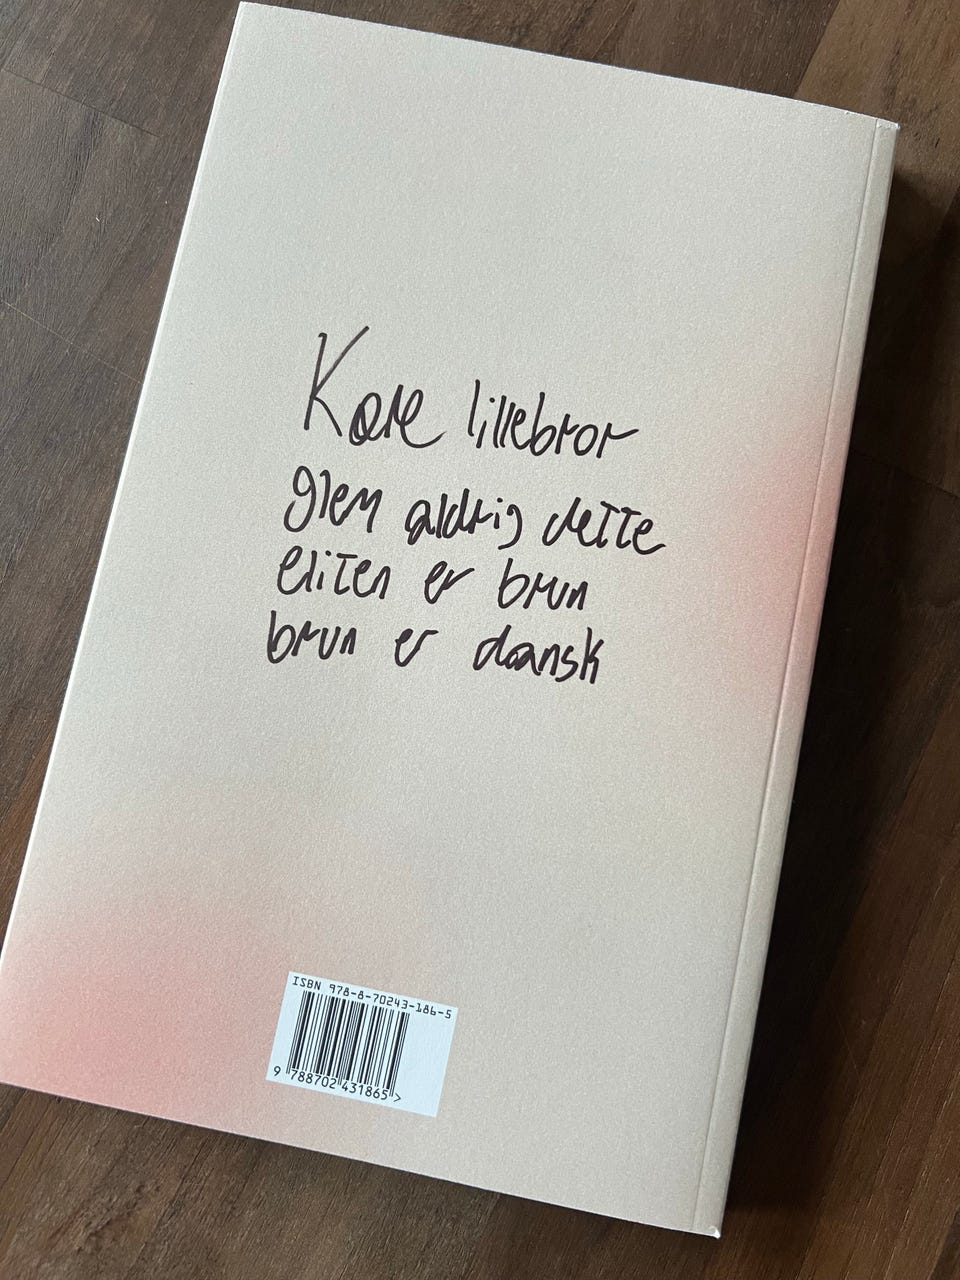 Kære lillebror
glem aldrig dette
eliten er brun
brun er dansk
ISBN 978-8-70243-186-5
9 788702 431865 >